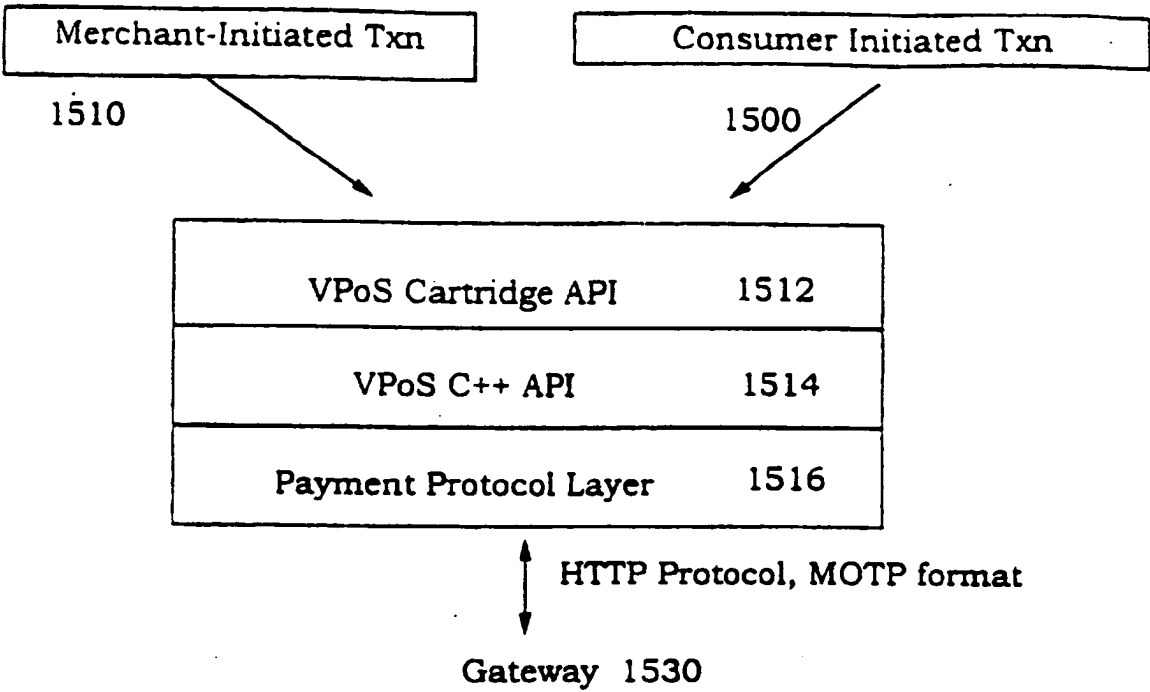 Merchant-Initiated Txn
Consumer Initiated Txn
1510
1500
VPoS Cartridge API 1512
VPoS C++ API 1514
Payment Protocol Layer 1516
HTTP Protocol, MOTP format
Gateway 1530